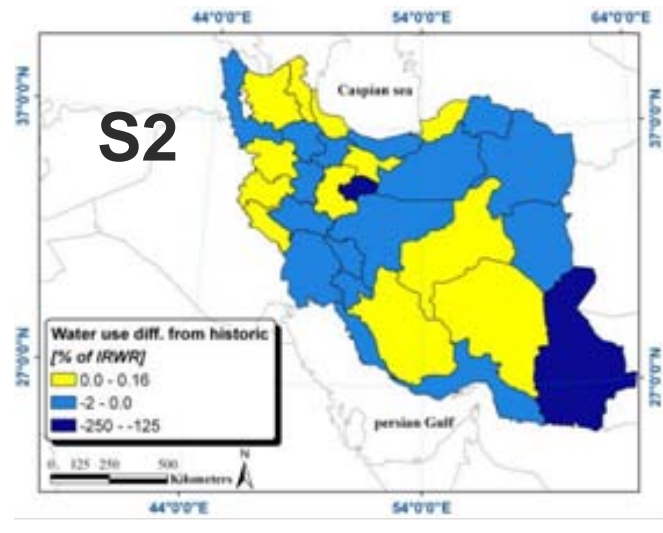 44°0'0"E 54°0'0"E 64°0'0"E
37°0'0"N
37°0'0"N
Caspian sea
S2
Water use diff. from historic
[% of IRWR]
0.0 - 0.16
-2 - 0.0
-250 - -125
27°0'0"N
27°0'0"N
persian Gulf
N
0, 125 250 500
Kilometers
44°0'0"E 54°0'0"E